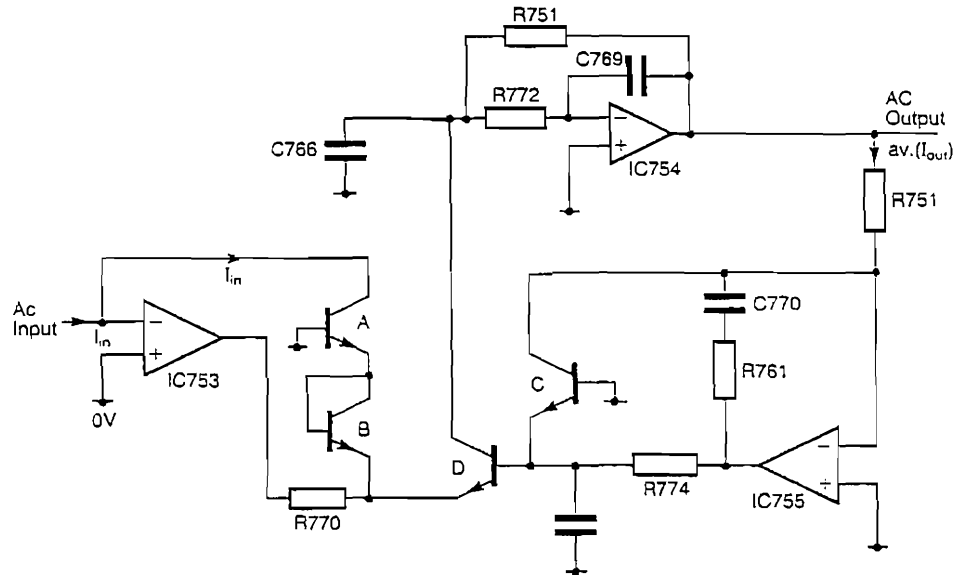 R751
C769
R772
C766
−
+
IC754
AC
Output
av.(Iout)
R751
Iin
Ac
Input
Iin
−
+
IC753
0V
A
B
C
D
C770
R761
−
+
R774
IC755
R770